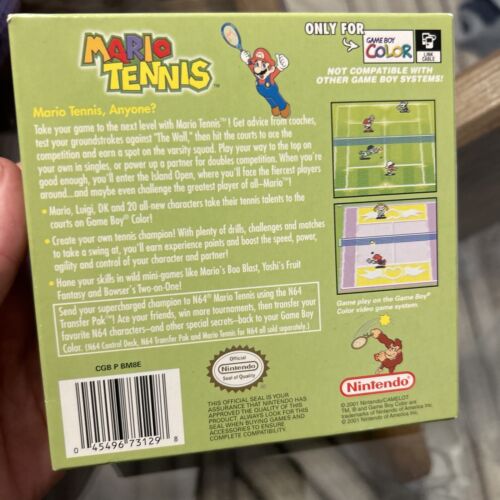 MARIO
TENNIS™
ONLY FOR
GAME BOY
COLOR
LINK
CABLE
NOT COMPATIBLE WITH
OTHER GAME BOY SYSTEMS!
Mario Tennis, Anyone?
Take your game to the next level with Mario Tennis™! Get advice from coaches,
test your groundstrokes against "The Wall," then hit the courts to ace the
competition and earn a spot on the varsity squad. Play your way to the top on
your own in singles, or power up a partner for doubles competition. When you're
good enough, you'll enter the Island Open, where you'll face the fiercest players
around...and maybe even challenge the greatest player of all–Mario™!
• Mario, Luigi, DK and 20 all-new characters take their tennis talents to the
courts on Game Boy® Color!
• Create your own tennis champion! With plenty of drills, challenges and matches
to take a swing at, you'll earn experience points and boost the speed, power,
agility and control of your character and partner!
• Hone your skills in wild mini-games like Mario's Boo Blast, Yoshi's Fruit
Fantasy and Bowser's Two-on-One!
Send your supercharged champion to N64® Mario Tennis using the N64
Transfer Pak™! Ace your friends, win more tournaments, then transfer your
favorite N64 characters–and other special secrets–back to your Game Boy
Color. (N64 Control Deck, N64 Transfer Pak and Mario Tennis for N64 all sold separately.)
Game play on the Game Boy®
Color video game system.
CGB P BM8E
0 45496 73129 8
Official
Nintendo
Seal of Quality
THIS OFFICIAL SEAL IS YOUR
ASSURANCE THAT NINTENDO HAS
APPROVED THE QUALITY OF THIS
PRODUCT. ALWAYS LOOK FOR THIS
SEAL WHEN BUYING GAMES AND
ACCESSORIES TO ENSURE
COMPLETE COMPATIBILITY.
Nintendo®
© 2001 Nintendo/CAMELOT
TM, ® and Game Boy Color are
trademarks of Nintendo of America Inc.
© 2001 Nintendo of America Inc.